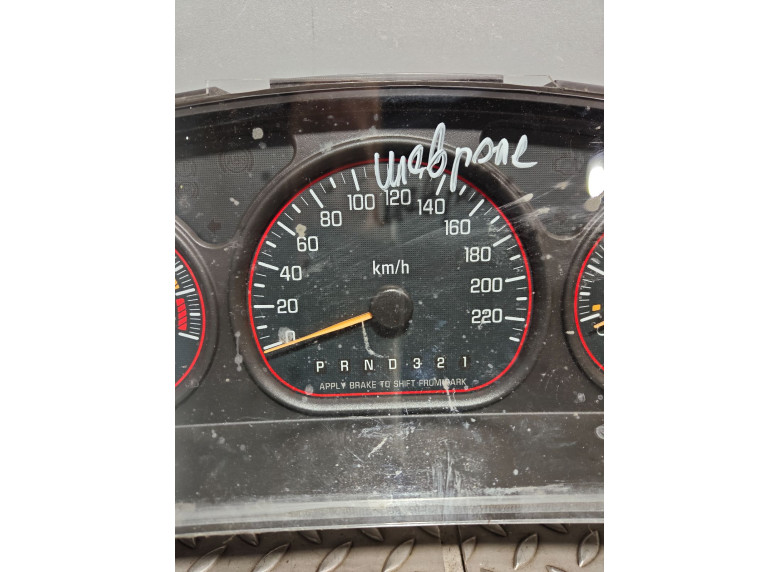 шевроле
100 120 140
80 160
60 180
km/h
40 200
20 220
0
P R N D 3 2 1
APPLY BRAKE TO SHIFT FROM PARK